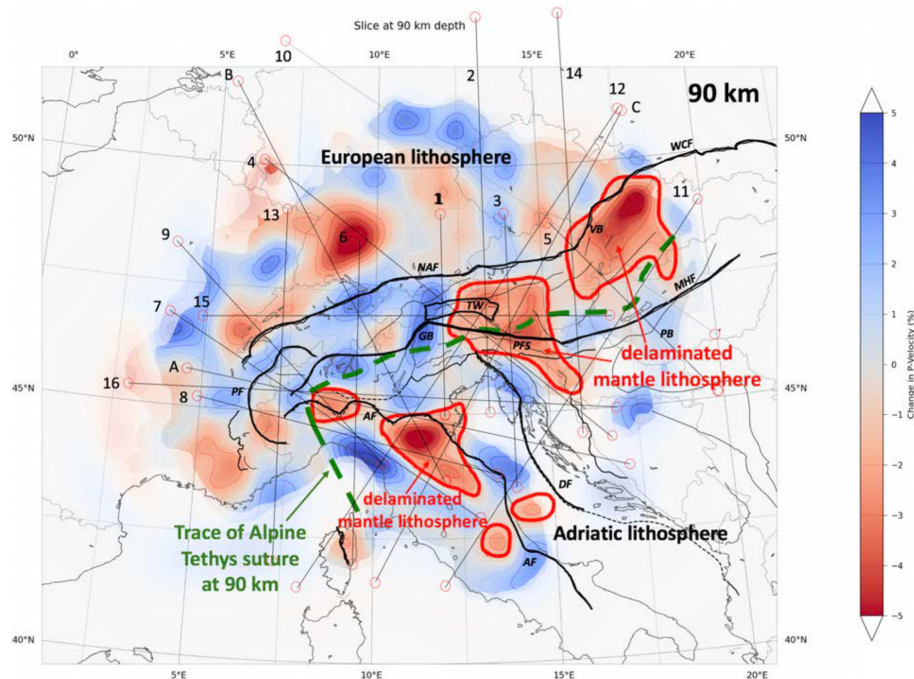 Slice at 90 km depth
0°
5°E
10°E
15°E
20°E
10
B
2
14
12
C
90 km
50°N
50°N
European lithosphere
WCF
4
11
13
1
3
VB
9
6
5
NAF
MHF
7
15
TW
GB
PFS
PB
A
delaminated
mantle lithosphere
45°N
45°N
16
8
PF
AF
DF
delaminated
mantle lithosphere
Trace of Alpine
Tethys suture
at 90 km
Adriatic lithosphere
AF
40°N
40°N
5°E
10°E
15°E
20°E
5
4
3
2
1
0
−1
−2
−3
−4
−5
Change in P-Velocity (%)